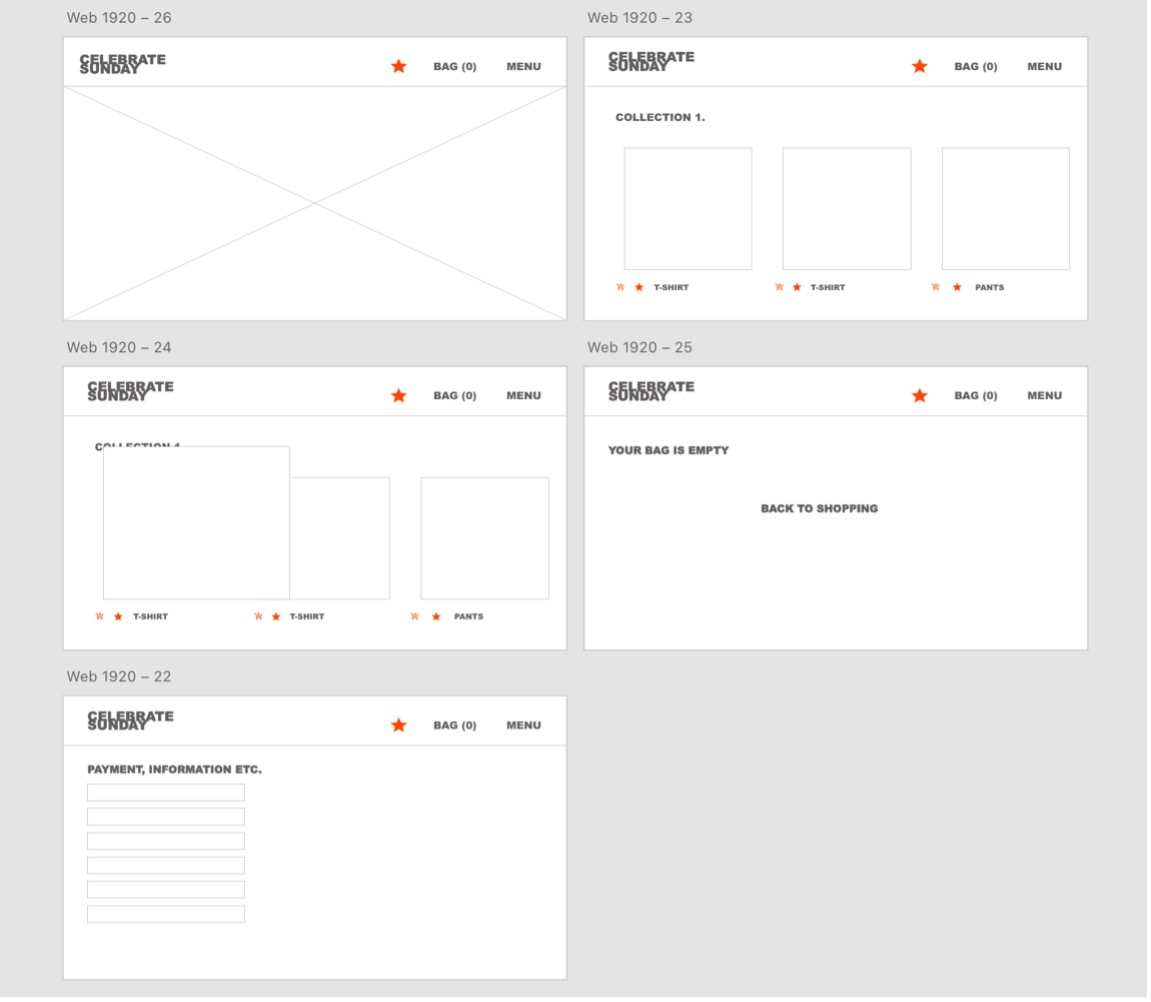 Web 1920 – 26
CELEBRATE
SUNDAY
BAG (0) MENU
Web 1920 – 23
CELEBRATE
SUNDAY
BAG (0) MENU
COLLECTION 1.
T-SHIRT T-SHIRT PANTS
Web 1920 – 24
CELEBRATE
SUNDAY
BAG (0) MENU
COLLECTION 1
T-SHIRT T-SHIRT PANTS
Web 1920 – 25
CELEBRATE
SUNDAY
BAG (0) MENU
YOUR BAG IS EMPTY
BACK TO SHOPPING
Web 1920 – 22
CELEBRATE
SUNDAY
BAG (0) MENU
PAYMENT, INFORMATION ETC.